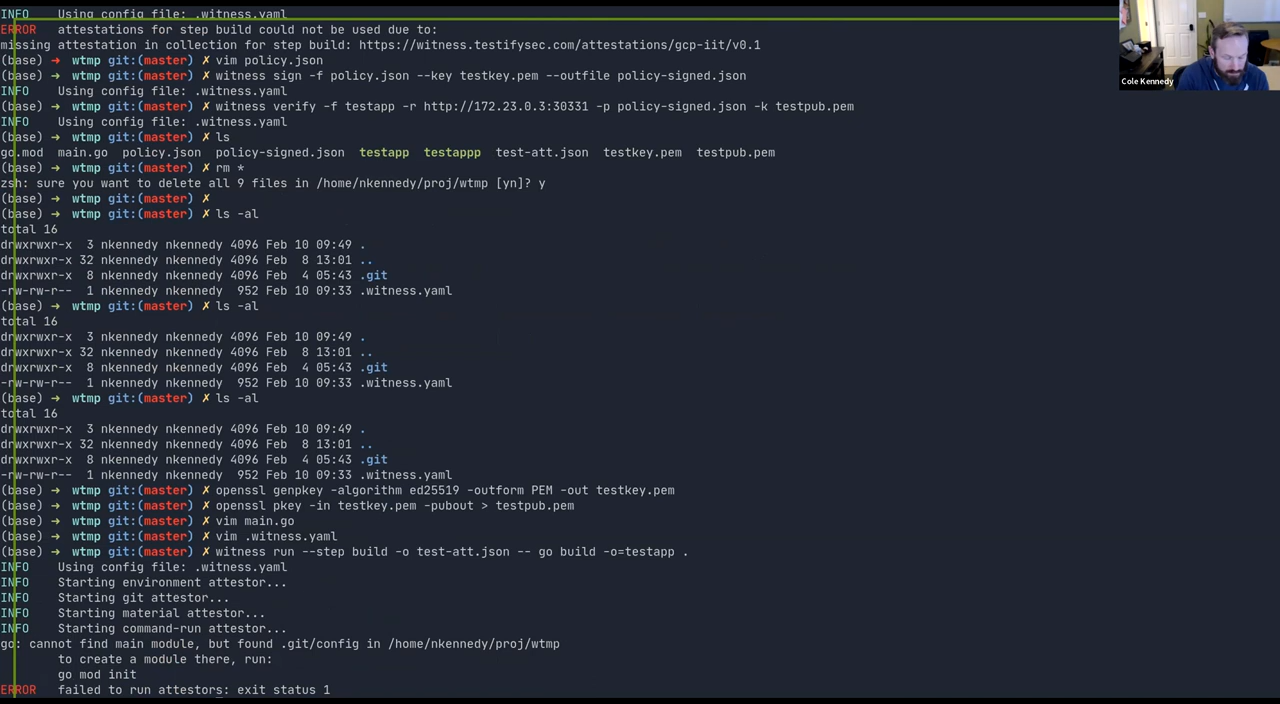 INFO    Using config file: .witness.yaml
ERROR   attestations for step build could not be used due to:
missing attestation in collection for step build: https://witness.testifysec.com/attestations/gcp-iit/v0.1
(base) ➜  wtmp git:(master) ✗ vim policy.json
(base) ➜  wtmp git:(master) ✗ witness sign -f policy.json --key testkey.pem --outfile policy-signed.json
INFO    Using config file: .witness.yaml
(base) ➜  wtmp git:(master) ✗ witness verify -f testapp -r http://172.23.0.3:30331 -p policy-signed.json -k testpub.pem
INFO    Using config file: .witness.yaml
(base) ➜  wtmp git:(master) ✗ ls
go.mod  main.go  policy.json  policy-signed.json  testapp  testappp  test-att.json  testkey.pem  testpub.pem
(base) ➜  wtmp git:(master) ✗ rm *
zsh: sure you want to delete all 9 files in /home/nkennedy/proj/wtmp [yn]? y
(base) ➜  wtmp git:(master) ✗
(base) ➜  wtmp git:(master) ✗ ls -al
total 16
drwxrwxr-x  3 nkennedy nkennedy 4096 Feb 10 09:49 .
drwxrwxr-x 32 nkennedy nkennedy 4096 Feb  8 13:01 ..
drwxrwxr-x  8 nkennedy nkennedy 4096 Feb  4 05:43 .git
-rw-rw-r--  1 nkennedy nkennedy  952 Feb 10 09:33 .witness.yaml
(base) ➜  wtmp git:(master) ✗ ls -al
total 16
drwxrwxr-x  3 nkennedy nkennedy 4096 Feb 10 09:49 .
drwxrwxr-x 32 nkennedy nkennedy 4096 Feb  8 13:01 ..
drwxrwxr-x  8 nkennedy nkennedy 4096 Feb  4 05:43 .git
-rw-rw-r--  1 nkennedy nkennedy  952 Feb 10 09:33 .witness.yaml
(base) ➜  wtmp git:(master) ✗ ls -al
total 16
drwxrwxr-x  3 nkennedy nkennedy 4096 Feb 10 09:49 .
drwxrwxr-x 32 nkennedy nkennedy 4096 Feb  8 13:01 ..
drwxrwxr-x  8 nkennedy nkennedy 4096 Feb  4 05:43 .git
-rw-rw-r--  1 nkennedy nkennedy  952 Feb 10 09:33 .witness.yaml
(base) ➜  wtmp git:(master) ✗ openssl genpkey -algorithm ed25519 -outform PEM -out testkey.pem
(base) ➜  wtmp git:(master) ✗ openssl pkey -in testkey.pem -pubout > testpub.pem
(base) ➜  wtmp git:(master) ✗ vim main.go
(base) ➜  wtmp git:(master) ✗ vim .witness.yaml
(base) ➜  wtmp git:(master) ✗ witness run --step build -o test-att.json -- go build -o=testapp .
INFO    Using config file: .witness.yaml
INFO    Starting environment attestor...
INFO    Starting git attestor...
INFO    Starting material attestor...
INFO    Starting command-run attestor...
go: cannot find main module, but found .git/config in /home/nkennedy/proj/wtmp
        to create a module there, run:
        go mod init
ERROR   failed to run attestors: exit status 1
Cole Kennedy